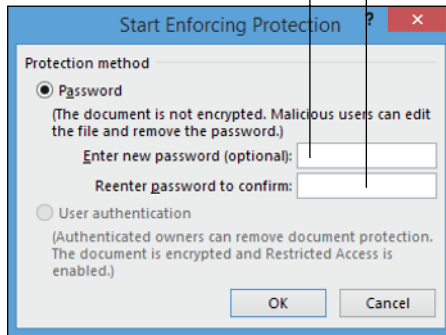 Start Enforcing Protection
?
Protection method
Password
(The document is not encrypted. Malicious users can edit
the file and remove the password.)
Enter new password (optional):
Reenter password to confirm:
User authentication
(Authenticated owners can remove document protection.
The document is encrypted and Restricted Access is
enabled.)
OK Cancel